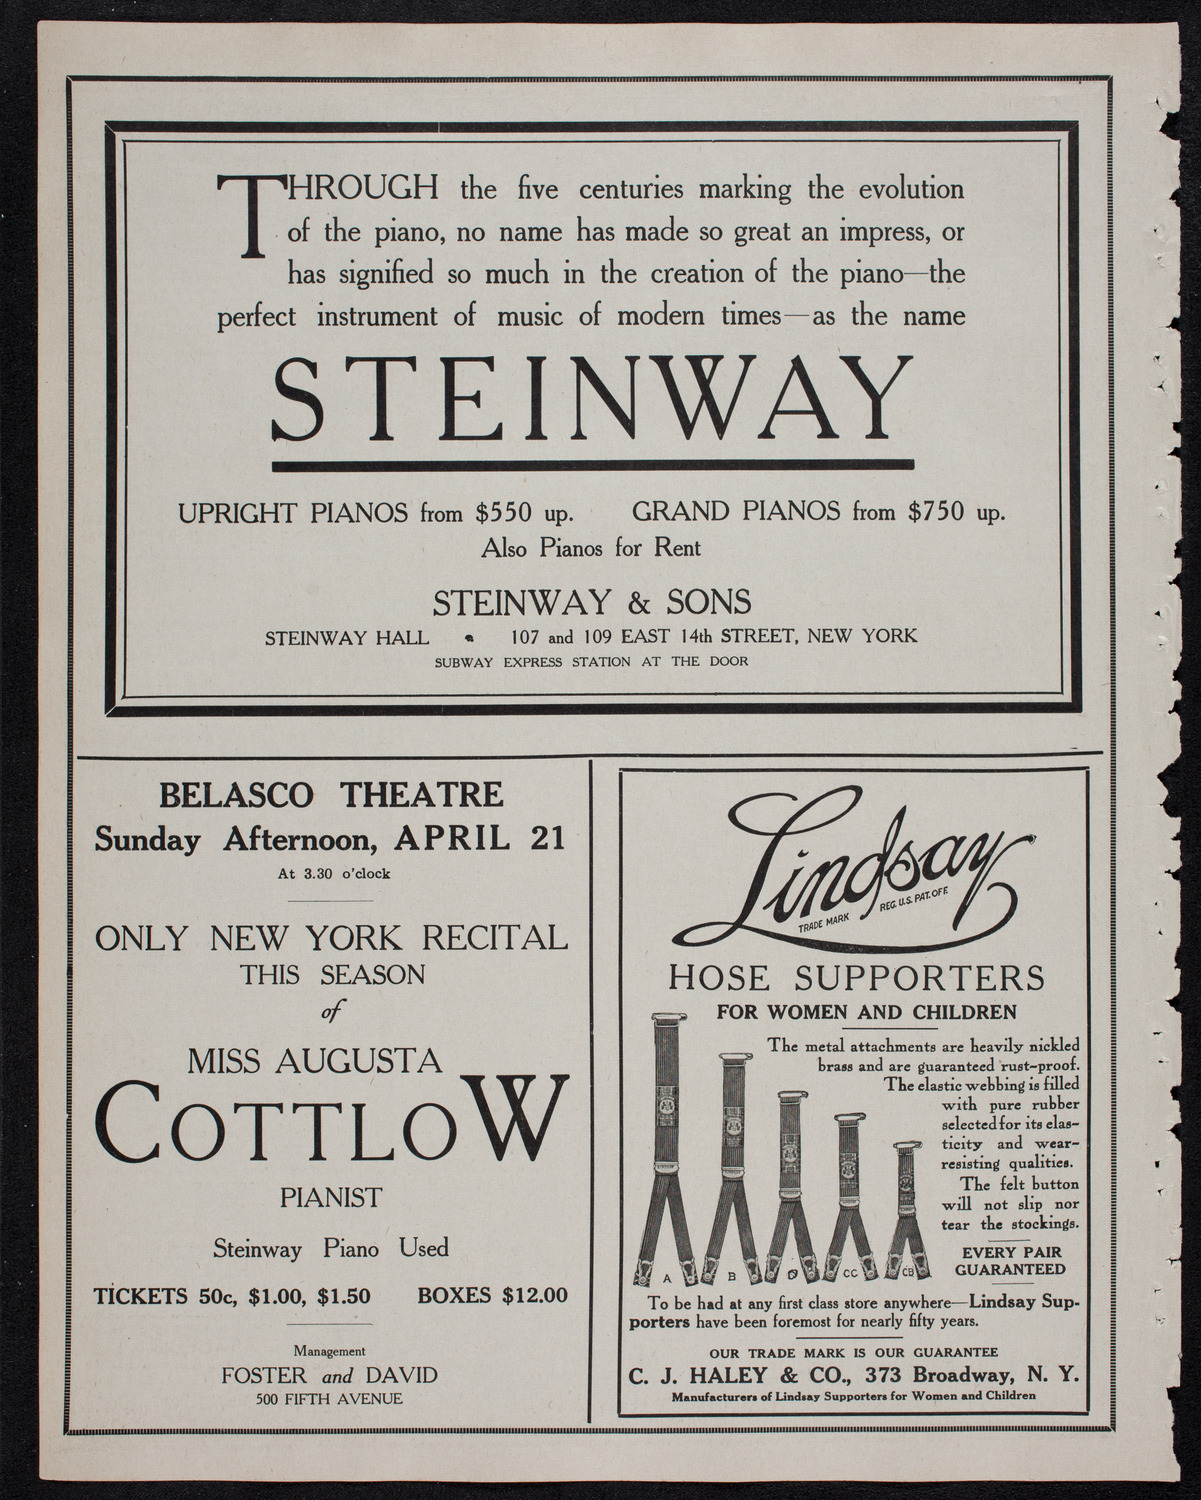 THROUGH the five centuries marking the evolution
of the piano, no name has made so great an impress, or
has signified so much in the creation of the piano—the
perfect instrument of music of modern times—as the name
STEINWAY
UPRIGHT PIANOS from $550 up. GRAND PIANOS from $750 up.
Also Pianos for Rent
STEINWAY & SONS
STEINWAY HALL 107 and 109 EAST 14th STREET, NEW YORK
SUBWAY EXPRESS STATION AT THE DOOR
BELASCO THEATRE
Sunday Afternoon, APRIL 21
At 3.30 o'clock
ONLY NEW YORK RECITAL
THIS SEASON
of
MISS AUGUSTA
COTTLOW
PIANIST
Steinway Piano Used
TICKETS 50c, $1.00, $1.50 BOXES $12.00
Management
FOSTER and DAVID
500 FIFTH AVENUE
Lindsay
TRADE MARK REG. U.S. PAT. OFF
HOSE SUPPORTERS
FOR WOMEN AND CHILDREN
The metal attachments are heavily nickled
brass and are guaranteed rust-proof.
The elastic webbing is filled
with pure rubber
selected for its elas-
ticity and wear-
resisting qualities.
The felt button
will not slip nor
tear the stockings.
EVERY PAIR
GUARANTEED
A B D CC CB
To be had at any first class store anywhere—Lindsay Sup-
porters have been foremost for nearly fifty years.
OUR TRADE MARK IS OUR GUARANTEE
C. J. HALEY & CO., 373 Broadway, N. Y.
Manufacturers of Lindsay Supporters for Women and Children